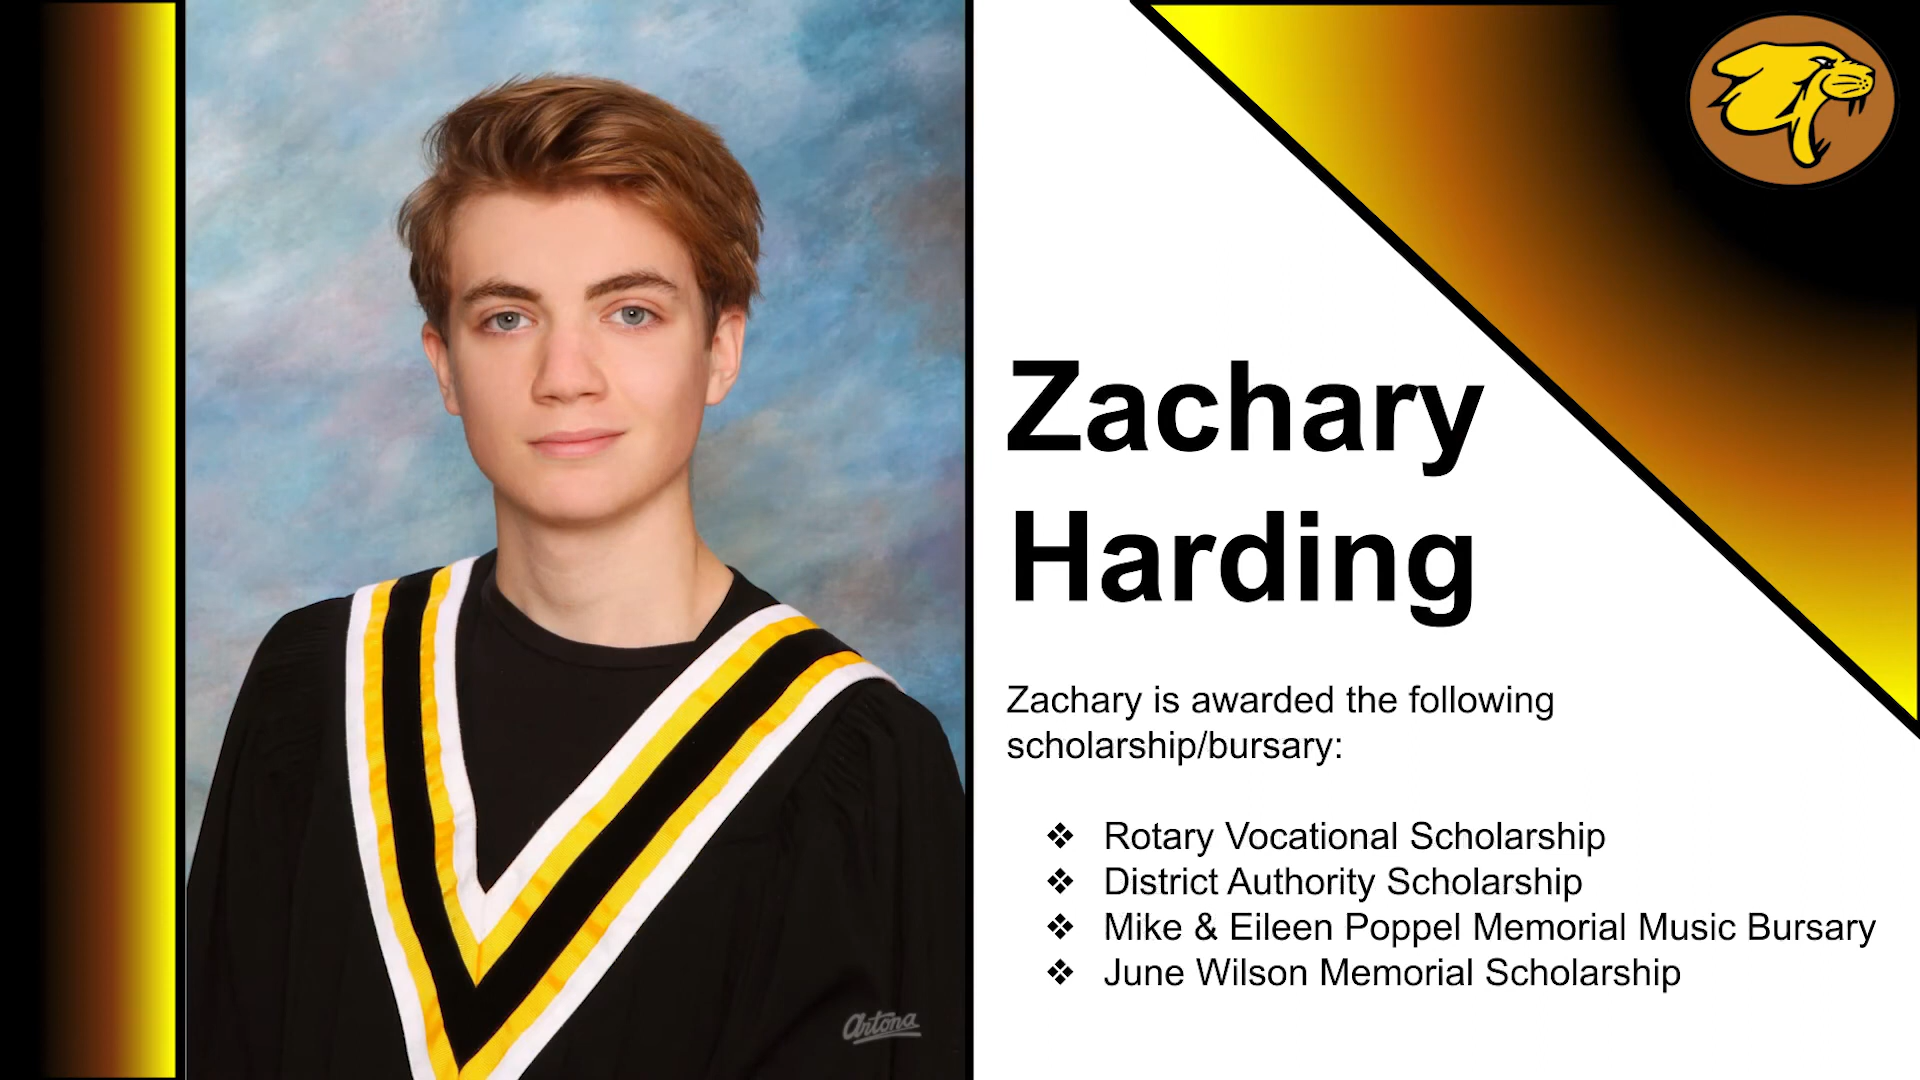 Zachary
Harding
Zachary is awarded the following
scholarship/bursary:
❖ Rotary Vocational Scholarship
❖ District Authority Scholarship
❖ Mike & Eileen Poppel Memorial Music Bursary
❖ June Wilson Memorial Scholarship
Artona